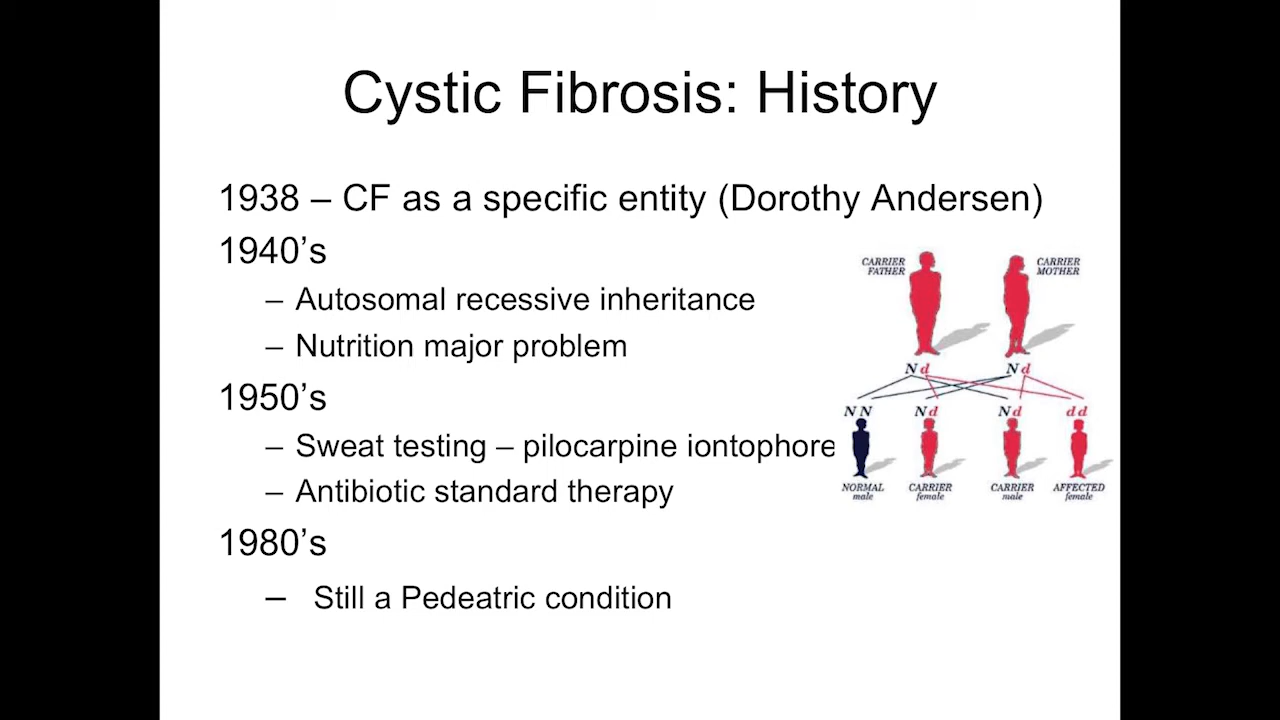 Cystic Fibrosis: History
1938 – CF as a specific entity (Dorothy Andersen)
1940’s
– Autosomal recessive inheritance
– Nutrition major problem
1950’s
– Sweat testing – pilocarpine iontophore
– Antibiotic standard therapy
1980’s
– Still a Pedeatric condition
CARRIER FATHER
CARRIER MOTHER
N d
N d
N N
N d
N d
d d
NORMAL male
CARRIER female
CARRIER male
AFFECTED female